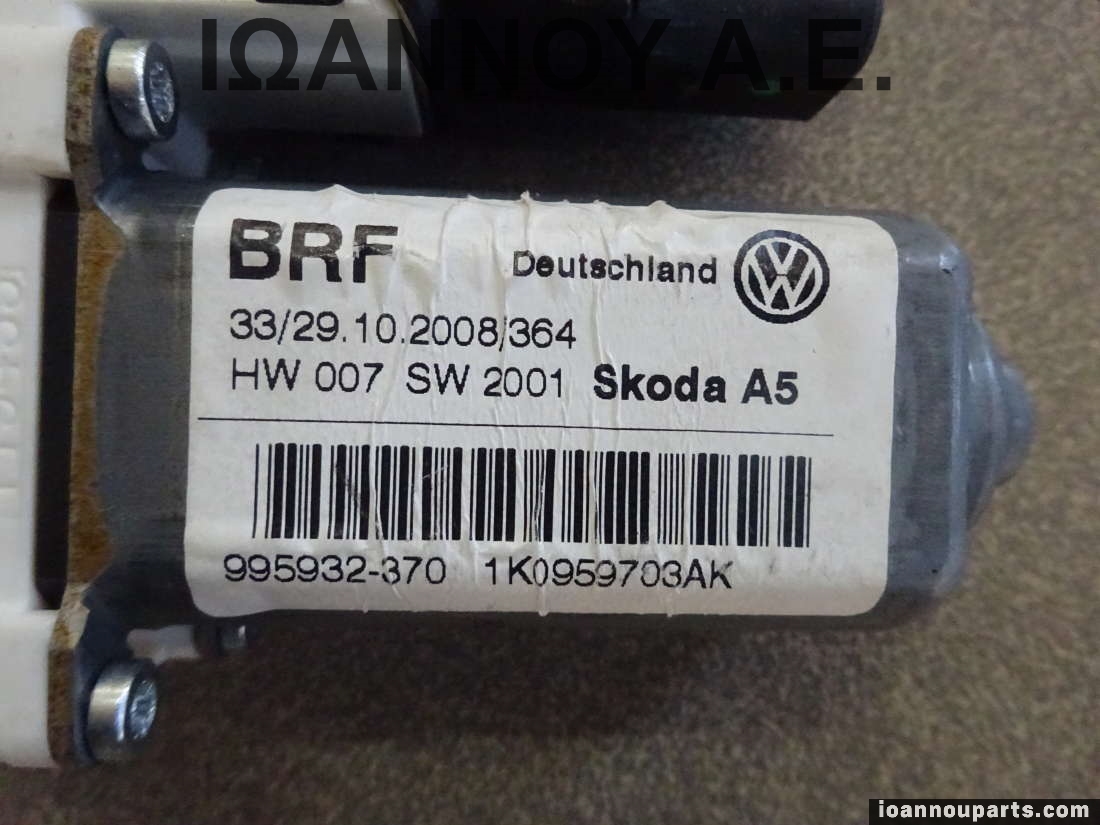 ΙΩΑΝΝΟΥ Α.Ε.
BRF Deutschland
33/29.10.2008/364
HW 007 SW 2001 Skoda A5
995932-370 1K0959703AK
ioannouparts.com